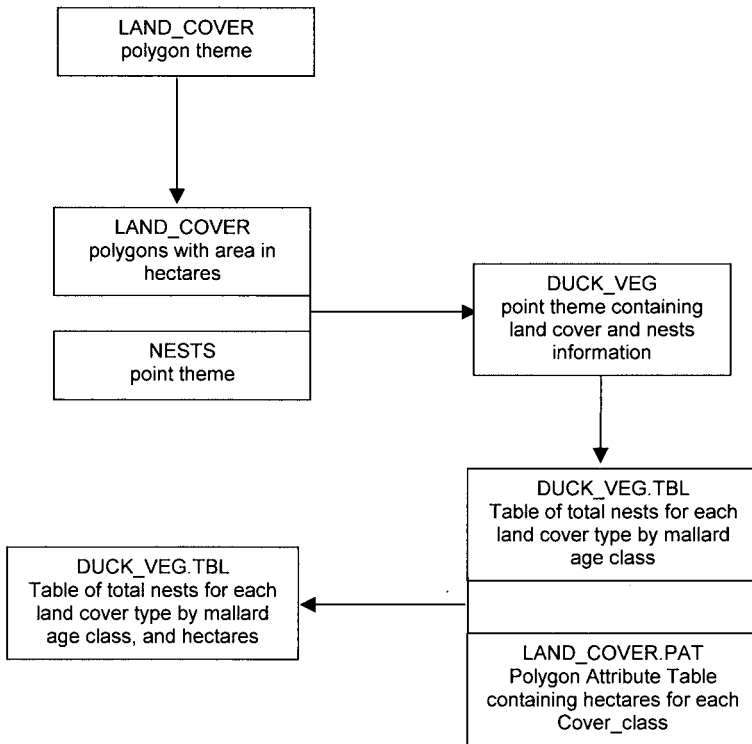 LAND_COVER
polygon theme
LAND_COVER
polygons with area in
hectares
NESTS
point theme
DUCK_VEG
point theme containing
land cover and nests
information
DUCK_VEG.TBL
Table of total nests for each
land cover type by mallard
age class
LAND_COVER.PAT
Polygon Attribute Table
containing hectares for each
Cover_class
DUCK_VEG.TBL
Table of total nests for each
land cover type by mallard
age class, and hectares